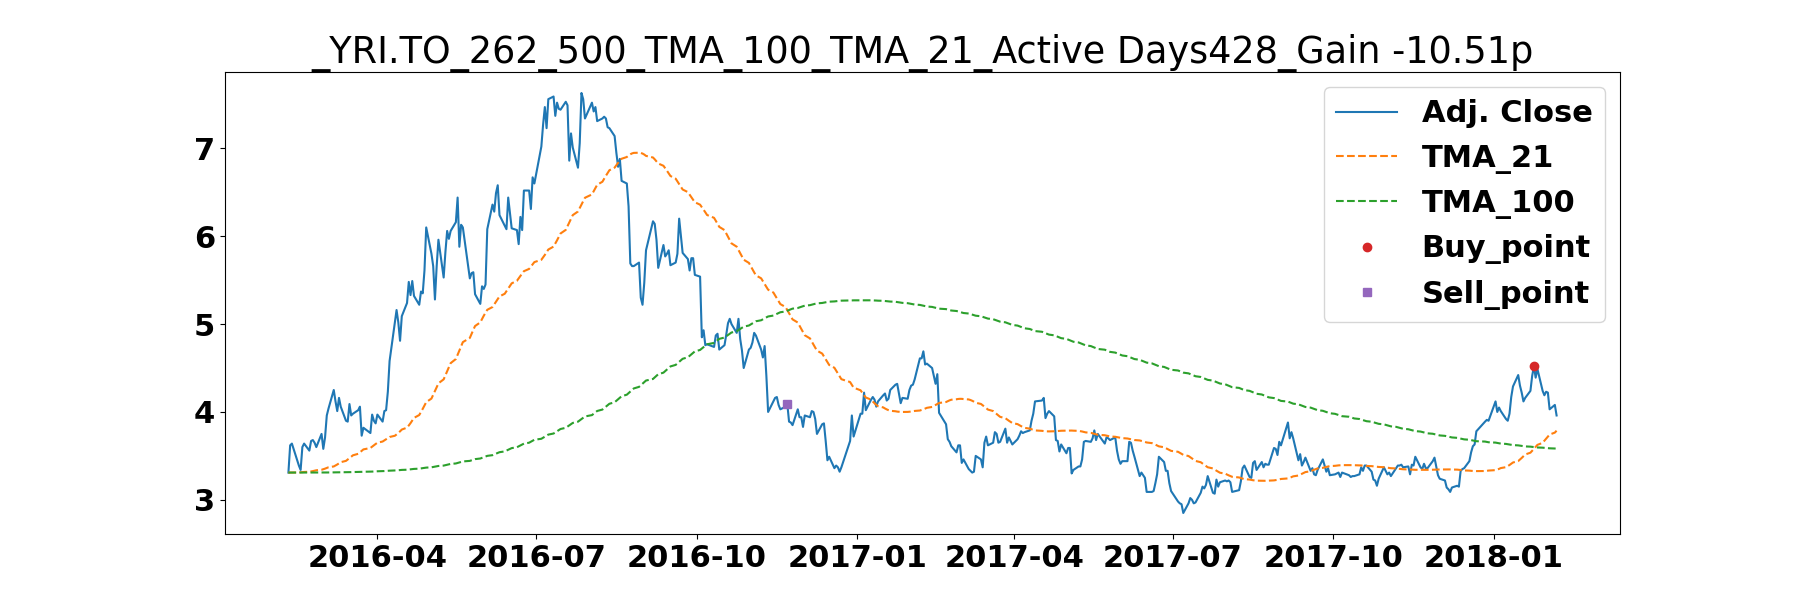 _YRI.TO_262_500_TMA_100_TMA_21_Active Days428_Gain -10.51p
Adj. Close
TMA_21
TMA_100
Buy_point
Sell_point
7
6
5
4
3
2016-04 2016-07 2016-10 2017-01 2017-04 2017-07 2017-10 2018-01